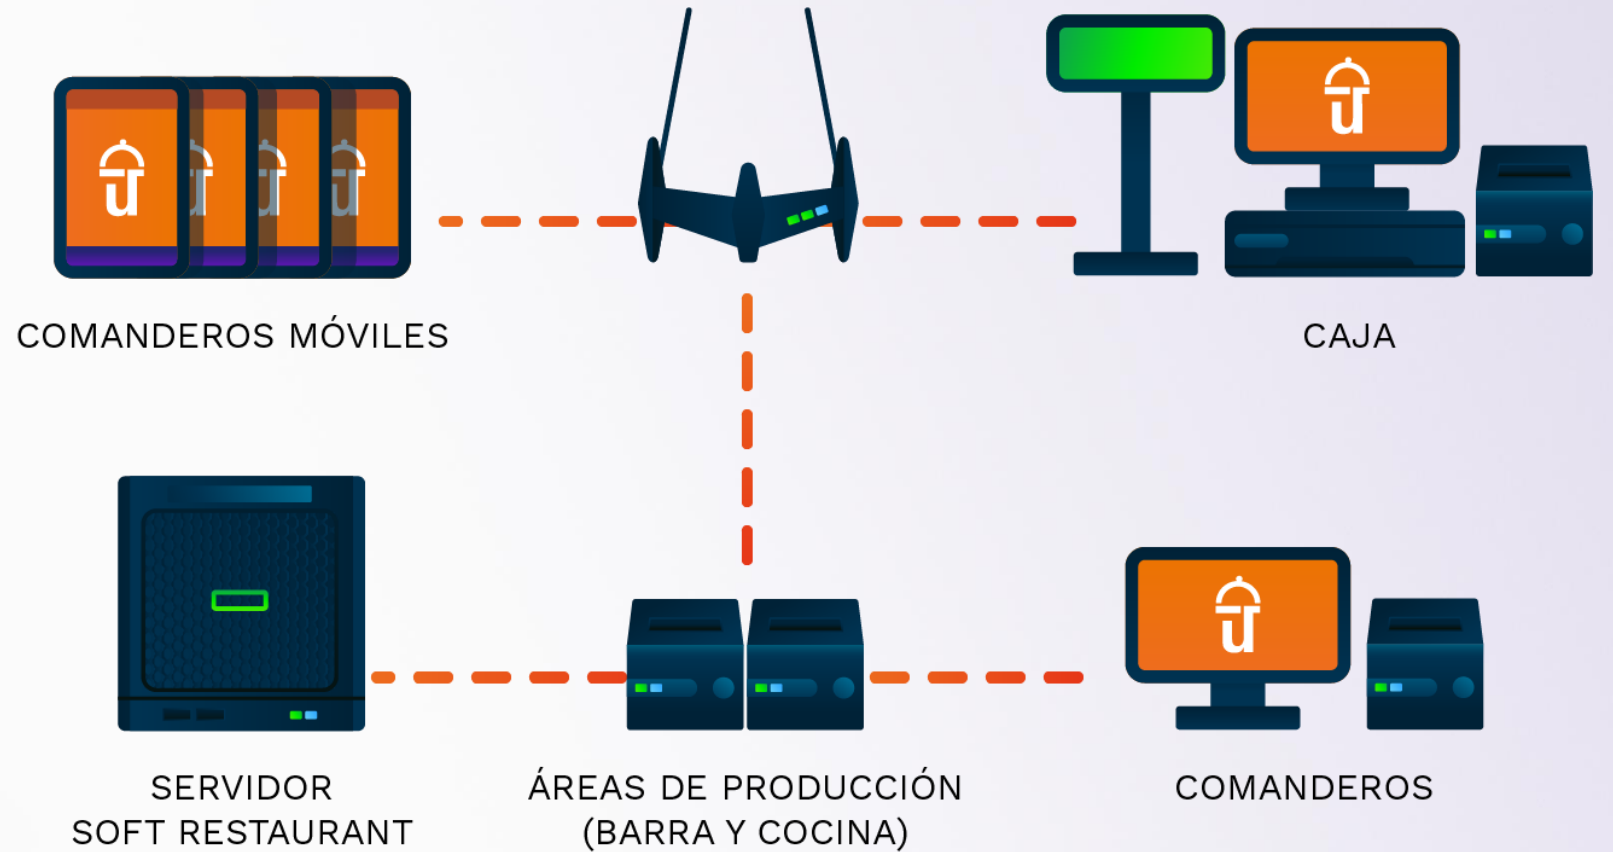 COMANDEROS MÓVILES
CAJA
SERVIDOR
SOFT RESTAURANT
ÁREAS DE PRODUCCIÓN
(BARRA Y COCINA)
COMANDEROS